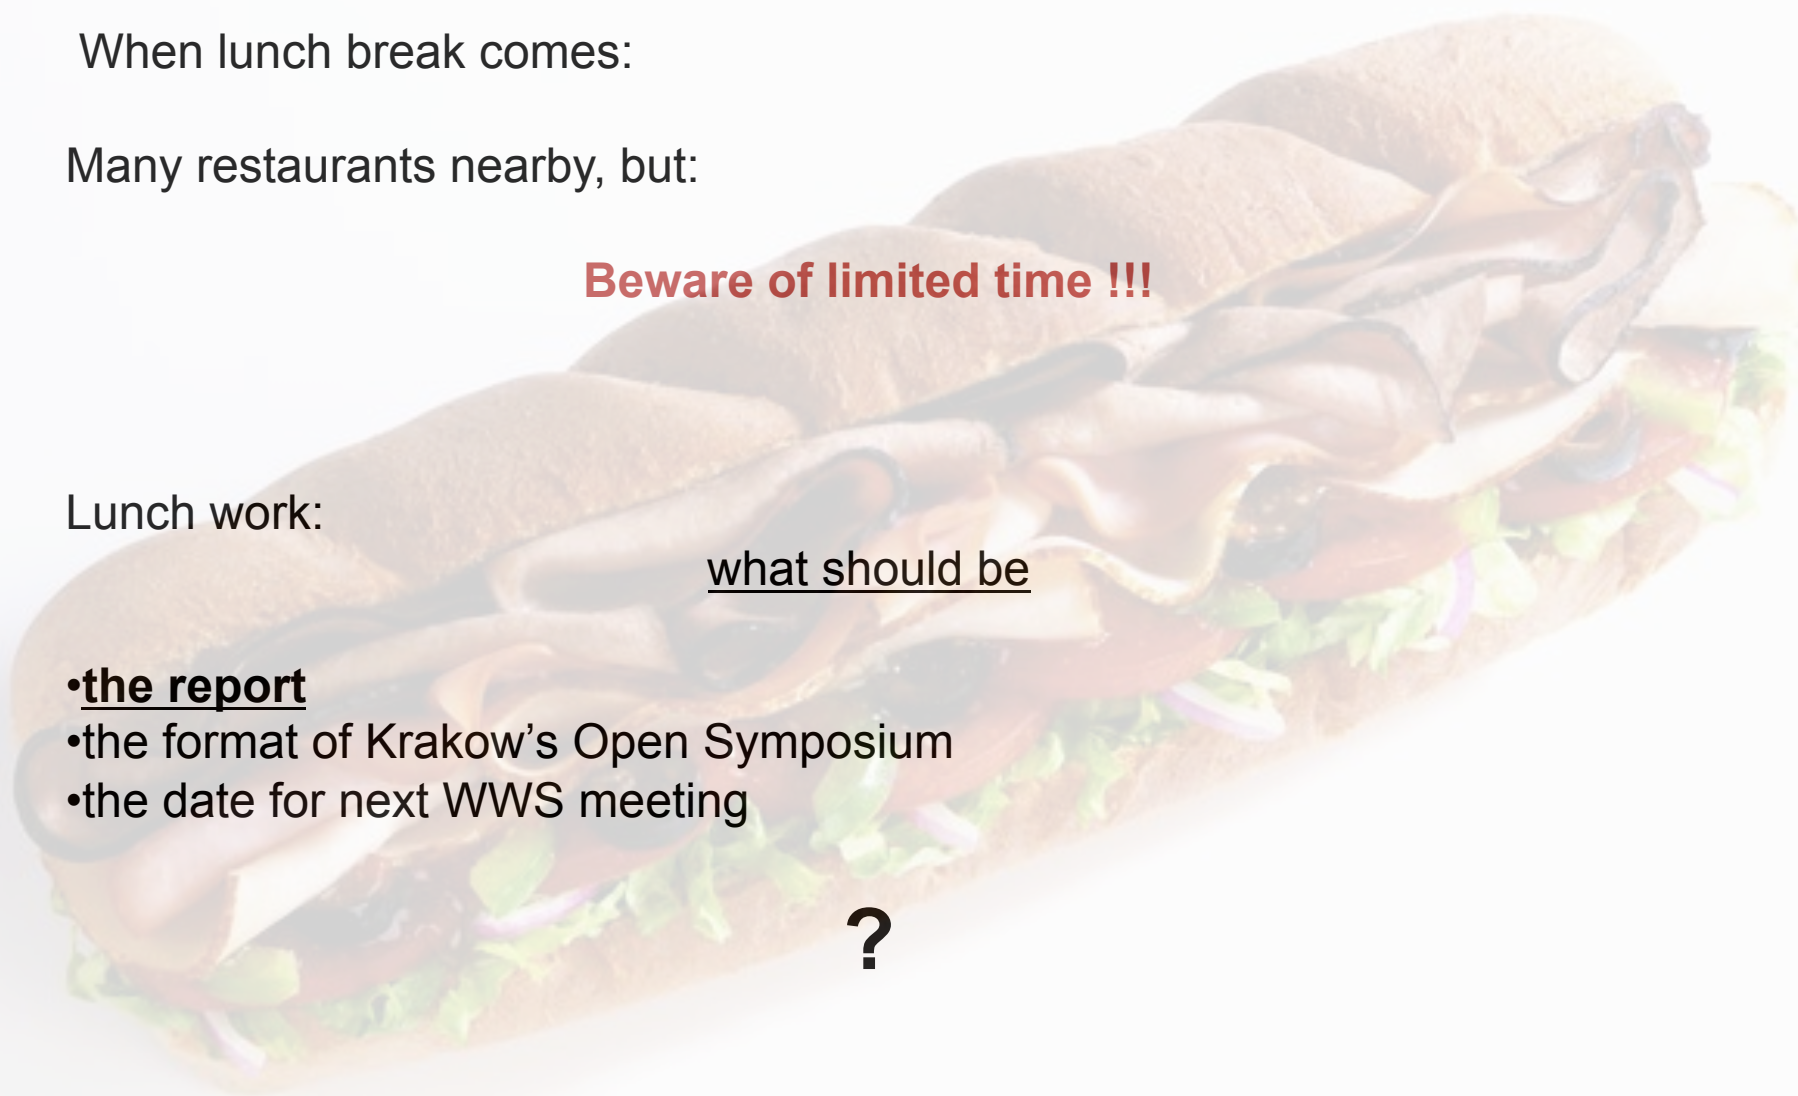 When lunch break comes:
Many restaurants nearby, but:
Beware of limited time !!!
Lunch work:
what should be
•the report
•the format of Krakow’s Open Symposium
•the date for next WWS meeting
?